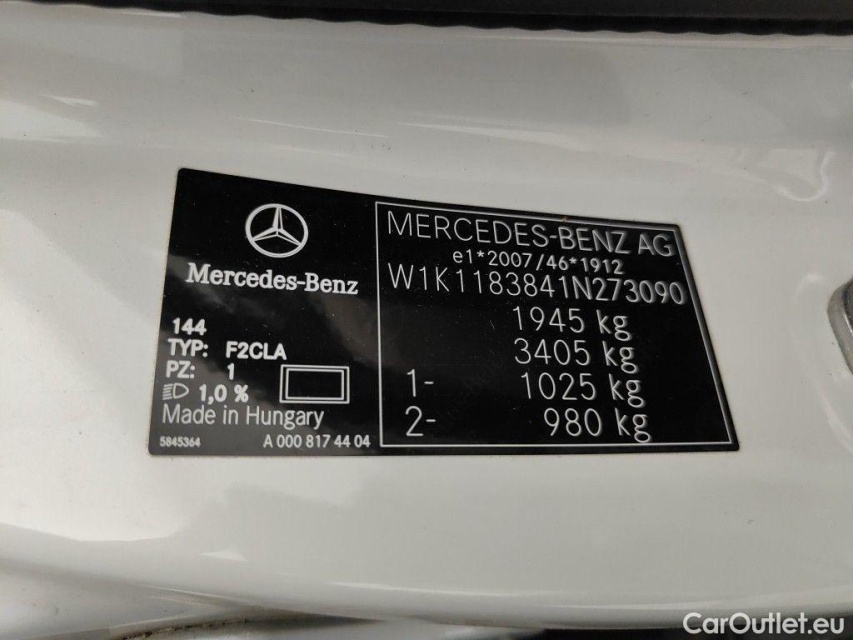 Mercedes-Benz
144
TYP: F2CLA
PZ: 1
1,0 %
Made in Hungary
5845364 A 000 817 44 04
MERCEDES-BENZ AG
e1*2007/46*1912
W1K1183841N273090
1945 kg
3405 kg
1- 1025 kg
2- 980 kg
CarOutlet.eu